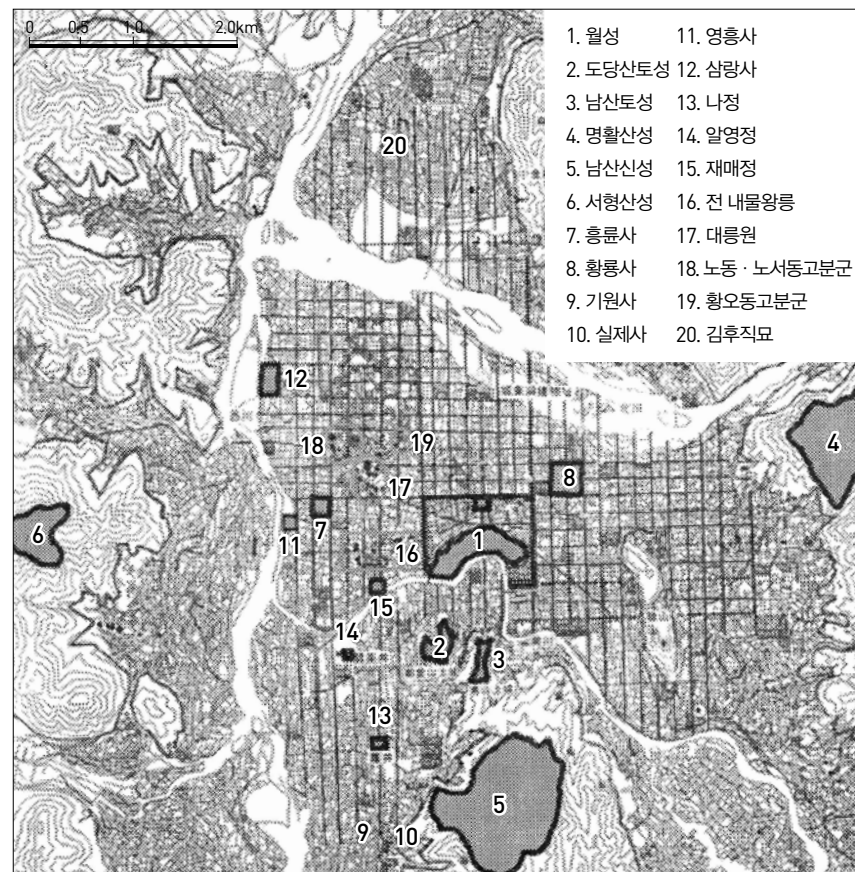 0 0.5 1.0 2.0km
1. 월성 11. 영흥사
2. 도당산토성 12. 삼랑사
3. 남산토성 13. 나정
4. 명활산성 14. 알영정
5. 남산신성 15. 재매정
6. 서형산성 16. 전 내물왕릉
7. 흥륜사 17. 대릉원
8. 황룡사 18. 노동 · 노서동고분군
9. 기원사 19. 황오동고분군
10. 실제사 20. 김후직묘
20
12
18
19
17
8
4
6
11
7
16
1
15
14
2
3
13
5
9
10